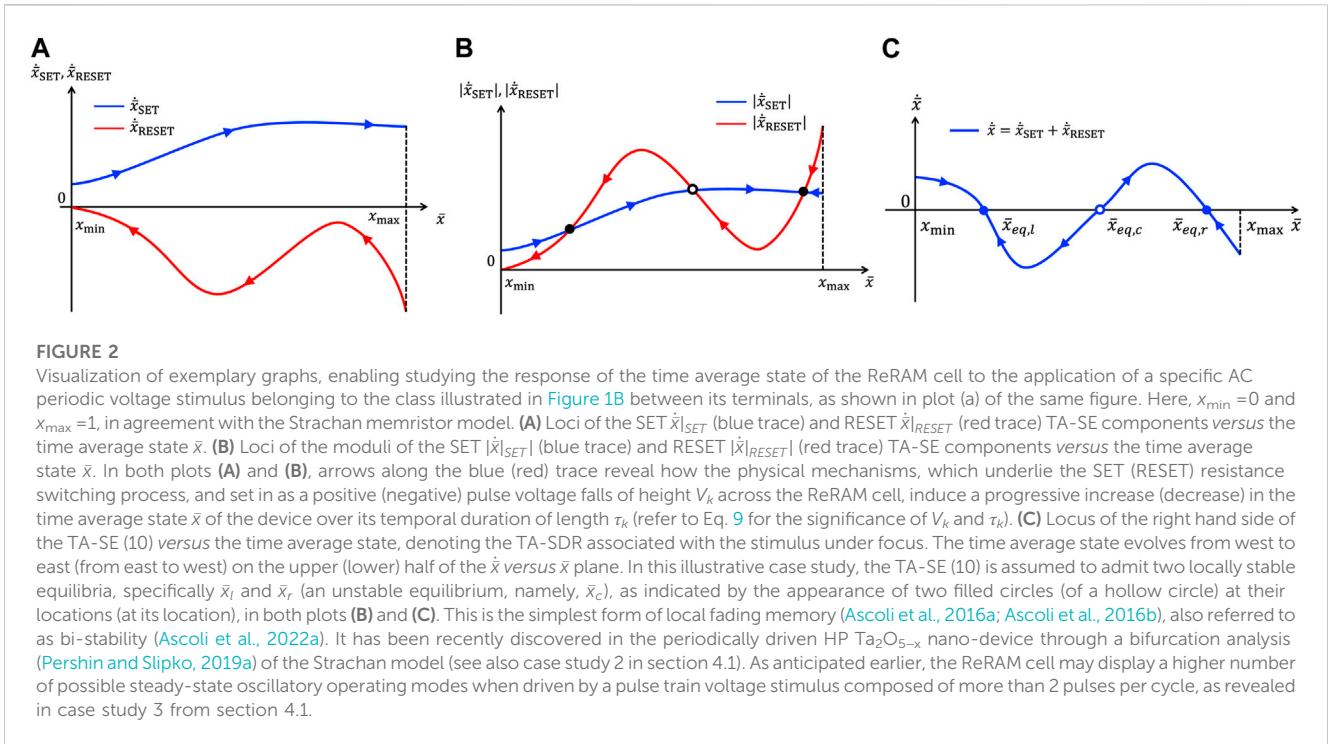 A
B
C
ẋ̄SET, ẋ̄RESET
ẋ̄SET
ẋ̄RESET
0
xmin
xmax
x̄
|ẋ̄SET|, |ẋ̄RESET|
|ẋ̄SET|
|ẋ̄RESET|
0
xmin
xmax
x̄
ẋ̄
ẋ̄ = ẋ̄SET + ẋ̄RESET
0
xmin
x̄eq,l
x̄eq,c
x̄eq,r
xmax
x̄
FIGURE 2
Visualization of exemplary graphs, enabling studying the response of the time average state of the ReRAM cell to the application of a specific AC
periodic voltage stimulus belonging to the class illustrated in Figure 1B between its terminals, as shown in plot (a) of the same figure. Here, xmin =0 and
xmax =1, in agreement with the Strachan memristor model. (A) Loci of the SET ẋ̄|SET (blue trace) and RESET ẋ̄|RESET (red trace) TA-SE components versus the
time average state x̄. (B) Loci of the moduli of the SET |ẋ̄|SET| (blue trace) and RESET |ẋ̄|RESET| (red trace) TA-SE components versus the time average
state x̄. In both plots (A) and (B), arrows along the blue (red) trace reveal how the physical mechanisms, which underlie the SET (RESET) resistance
switching process, and set in as a positive (negative) pulse voltage falls of height Vk across the ReRAM cell, induce a progressive increase (decrease) in the
time average state x̄ of the device over its temporal duration of length τk (refer to Eq. 9 for the significance of Vk and τk). (C) Locus of the right hand side of
the TA-SE (10) versus the time average state, denoting the TA-SDR associated with the stimulus under focus. The time average state evolves from west to
east (from east to west) on the upper (lower) half of the ẋ̄ versus x̄ plane. In this illustrative case study, the TA-SE (10) is assumed to admit two locally stable
equilibria, specifically x̄l and x̄r (an unstable equilibrium, namely, x̄c), as indicated by the appearance of two filled circles (of a hollow circle) at their
locations (at its location), in both plots (B) and (C). This is the simplest form of local fading memory (Ascoli et al., 2016a; Ascoli et al., 2016b), also referred to
as bi-stability (Ascoli et al., 2022a). It has been recently discovered in the periodically driven HP Ta2O5−x nano-device through a bifurcation analysis
(Pershin and Slipko, 2019a) of the Strachan model (see also case study 2 in section 4.1). As anticipated earlier, the ReRAM cell may display a higher number
of possible steady-state oscillatory operating modes when driven by a pulse train voltage stimulus composed of more than 2 pulses per cycle, as revealed
in case study 3 from section 4.1.